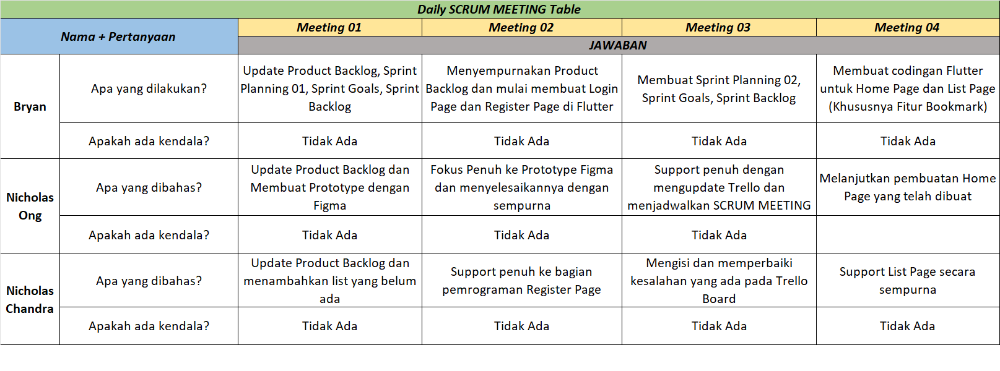 Daily SCRUM MEETING Table
Nama + Pertanyaan
Meeting 01
Meeting 02
Meeting 03
Meeting 04
JAWABAN
Bryan
Apa yang dilakukan?
Update Product Backlog, Sprint
Planning 01, Sprint Goals, Sprint
Backlog
Menyempurnakan Product
Backlog dan mulai membuat Login
Page dan Register Page di Flutter
Membuat Sprint Planning 02,
Sprint Goals, Sprint Backlog
Membuat codingan Flutter
untuk Home Page dan List Page
(Khususnya Fitur Bookmark)
Apakah ada kendala?
Tidak Ada
Tidak Ada
Tidak Ada
Tidak Ada
Nicholas
Ong
Apa yang dibahas?
Update Product Backlog dan
Membuat Prototype dengan
Figma
Fokus Penuh ke Prototype Figma
dan menyelesaikannya dengan
sempurna
Support penuh dengan
mengupdate Trello dan
menjadwalkan SCRUM MEETING
Melanjutkan pembuatan Home
Page yang telah dibuat
Apakah ada kendala?
Tidak Ada
Tidak Ada
Tidak Ada
Nicholas
Chandra
Apa yang dibahas?
Update Product Backlog dan
menambahkan list yang belum
ada
Support penuh ke bagian
pemrograman Register Page
Mengisi dan memperbaiki
kesalahan yang ada pada Trello
Board
Support List Page secara
sempurna
Apakah ada kendala?
Tidak Ada
Tidak Ada
Tidak Ada
Tidak Ada